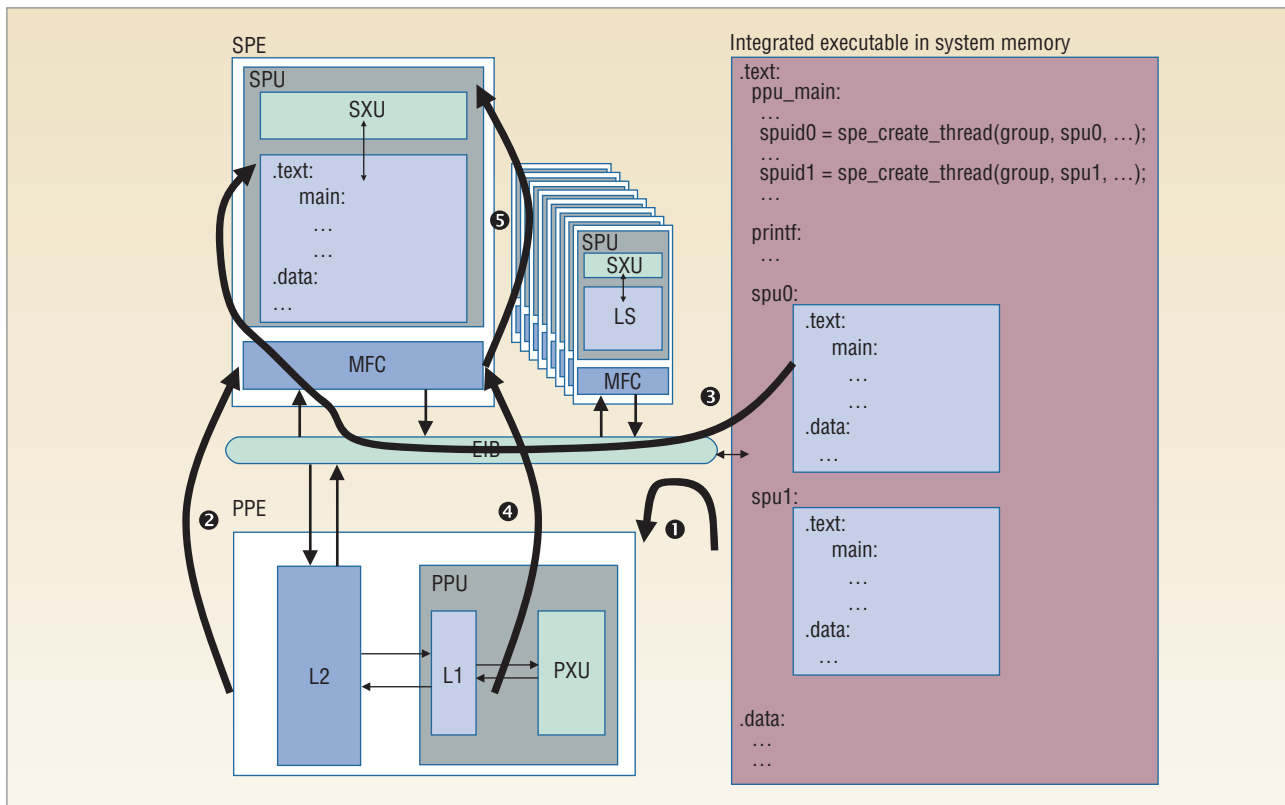 SPE
SPU
SXU
.text:
main:
…
…
.data:
…
MFC
❺
SPU
SXU
LS
MFC
❸
EIB
PPE
❷
❹
❶
L2
PPU
L1
PXU
Integrated executable in system memory
.text:
ppu_main:
…
spuid0 = spe_create_thread(group, spu0, …);
…
spuid1 = spe_create_thread(group, spu1, …);
…
printf:
…
spu0:
.text:
main:
…
…
.data:
…
spu1:
.text:
main:
…
…
.data:
…
.data:
…
…